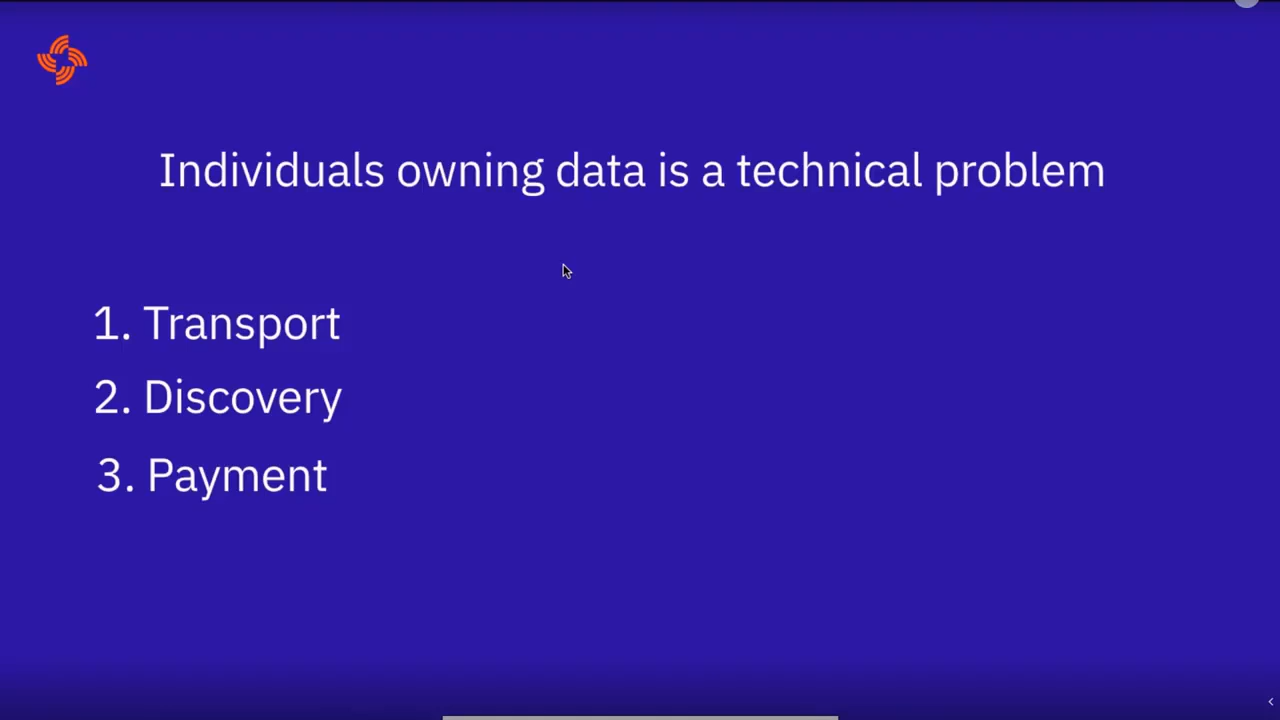 Individuals owning data is a technical problem
1. Transport
2. Discovery
3. Payment